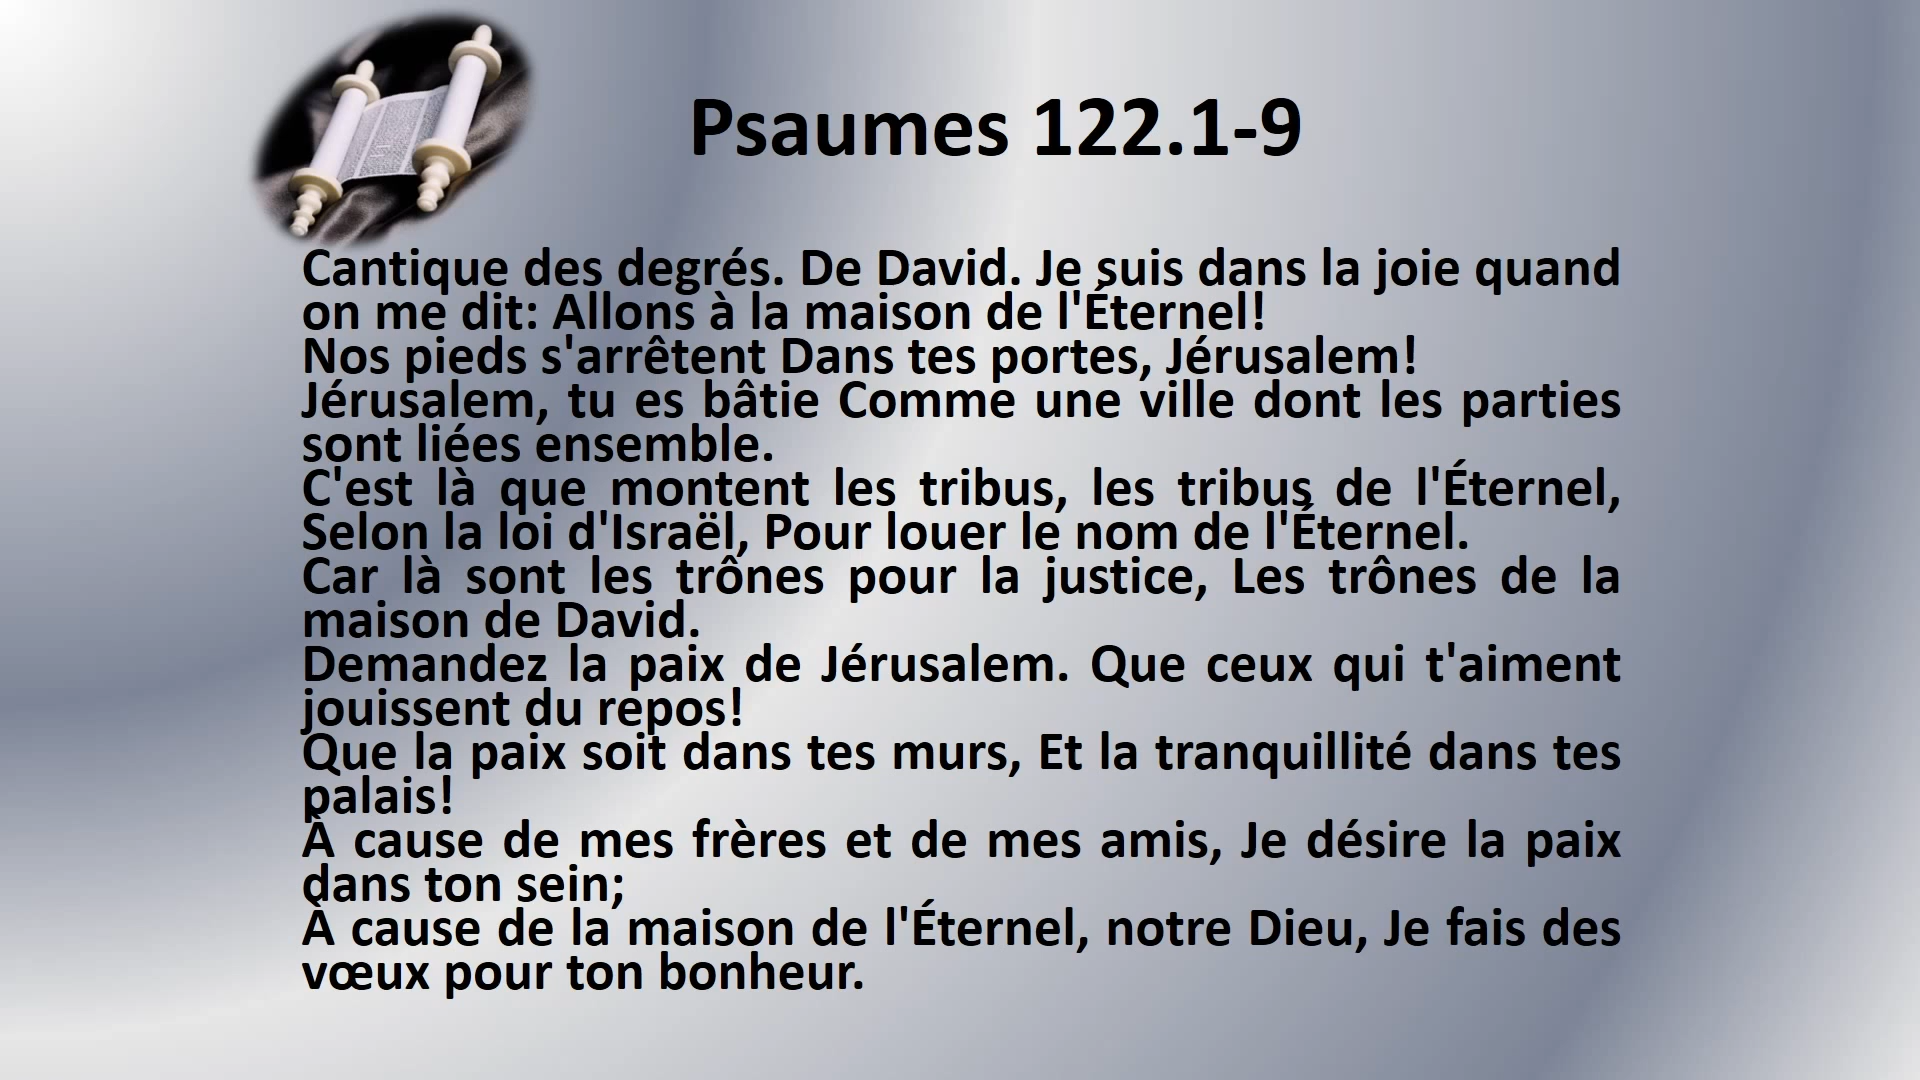 Psaumes 122.1-9
Cantique des degrés. De David. Je suis dans la joie quand
on me dit: Allons à la maison de l'Éternel!
Nos pieds s'arrêtent Dans tes portes, Jérusalem!
Jérusalem, tu es bâtie Comme une ville dont les parties
sont liées ensemble.
C'est là que montent les tribus, les tribus de l'Éternel,
Selon la loi d'Israël, Pour louer le nom de l'Éternel.
Car là sont les trônes pour la justice, Les trônes de la
maison de David.
Demandez la paix de Jérusalem. Que ceux qui t'aiment
jouissent du repos!
Que la paix soit dans tes murs, Et la tranquillité dans tes
palais!
À cause de mes frères et de mes amis, Je désire la paix
dans ton sein;
À cause de la maison de l'Éternel, notre Dieu, Je fais des
vœux pour ton bonheur.